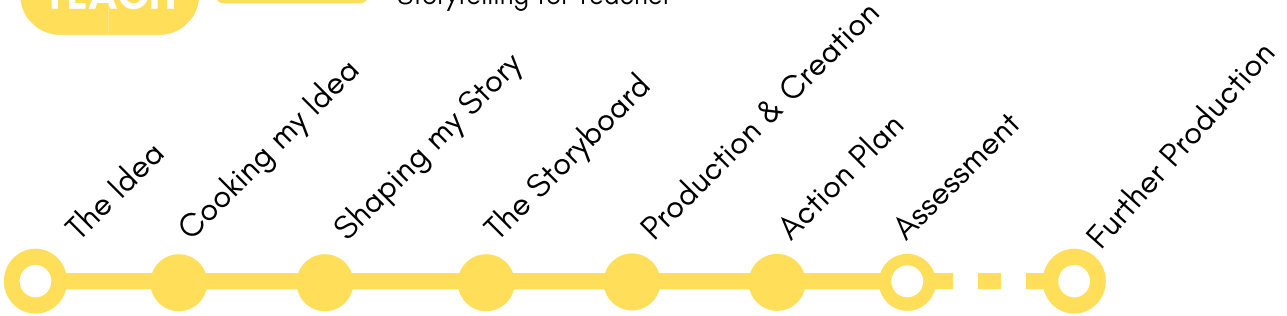 TEACH
Storytelling for Teacher
The Idea
Cooking my Idea
Shaping my Story
The Storyboard
Production & Creation
Action Plan
Assessment
Further Production